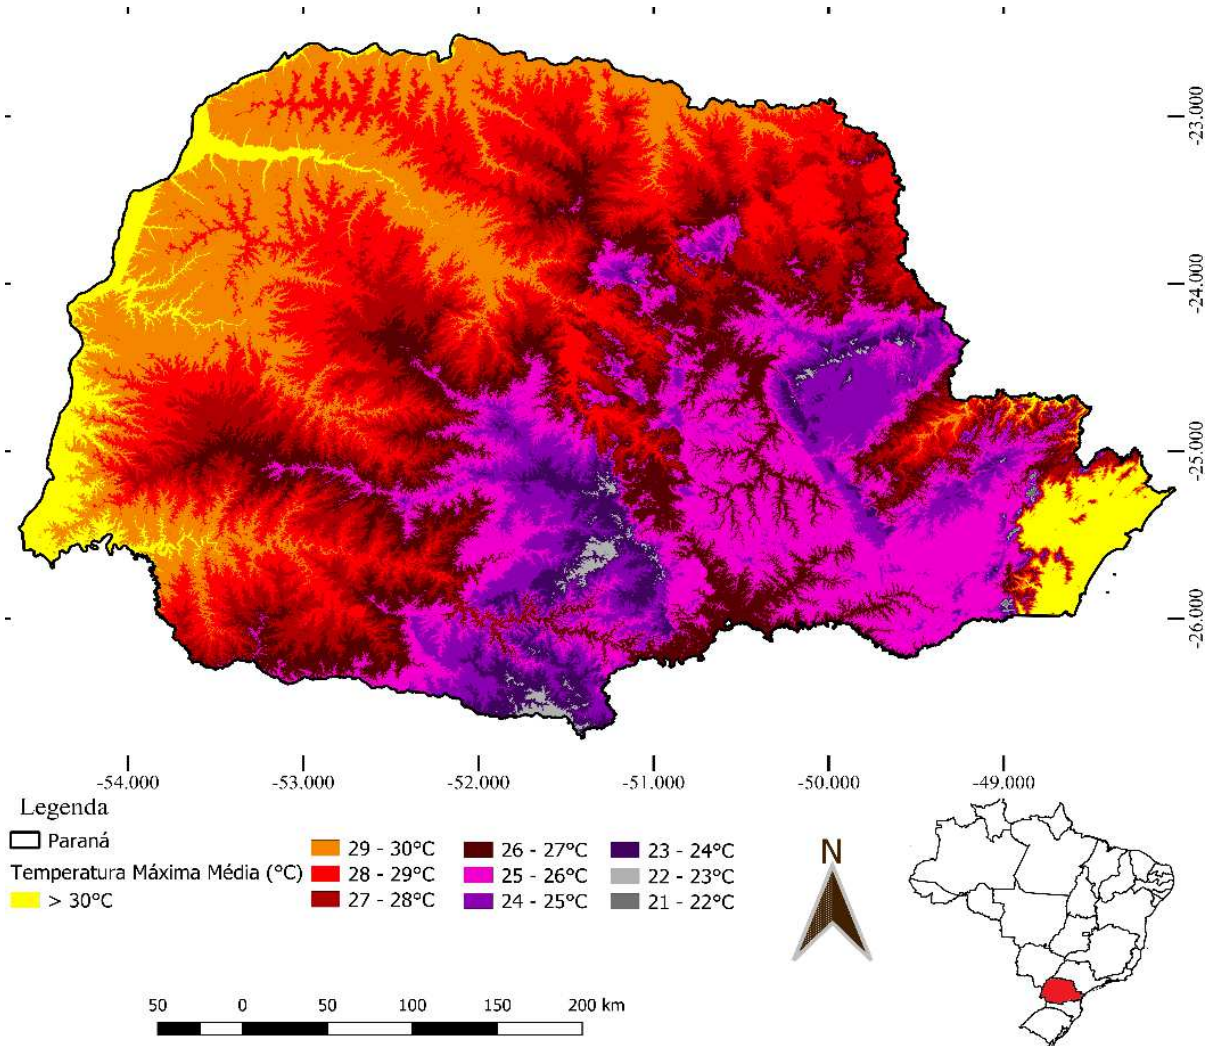 -23.000
-24.000
-25.000
-26.000
-54.000 -53.000 -52.000 -51.000 -50.000 -49.000
Legenda
Paraná
Temperatura Máxima Média (°C)
> 30°C
29 - 30°C
28 - 29°C
27 - 28°C
26 - 27°C
25 - 26°C
24 - 25°C
23 - 24°C
22 - 23°C
21 - 22°C
N
50 0 50 100 150 200 km